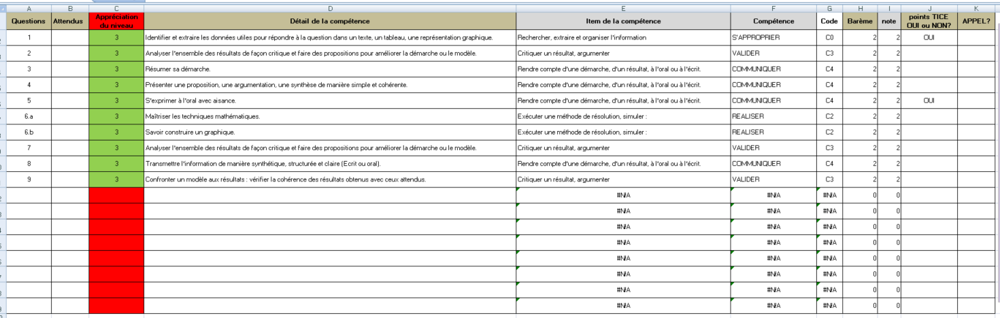 A B C D E F G H I J K
Questions Attendus Appréciation du niveau Détail de la compétence Item de la compétence Compétence Code Barème note points TICE OUI ou NON? APPEL?
1 3 Identifier et extraire les données utiles pour répondre à la question dans un texte, un tableau, une représentation graphique. Rechercher, extraire et organiser l'information S'APPROPRIER C0 2 2 OUI
2 3 Analyser l'ensemble des résultats de façon critique et faire des propositions pour améliorer la démarche ou le modèle. Critiquer un résultat, argumenter VALIDER C3 2 2
3 3 Résumer sa démarche. Rendre compte d'une démarche, d'un résultat, à l'oral ou à l'écrit. COMMUNIQUER C4 2 2
4 3 Présenter une proposition, une argumentation, une synthèse de manière simple et cohérente. Rendre compte d'une démarche, d'un résultat, à l'oral ou à l'écrit. COMMUNIQUER C4 2 2
5 3 S'exprimer à l'oral avec aisance. Rendre compte d'une démarche, d'un résultat, à l'oral ou à l'écrit. COMMUNIQUER C4 2 2 OUI
6.a 3 Maîtriser les techniques mathématiques. Exécuter une méthode de résolution, simuler : REALISER C2 2 2
6.b 3 Savoir construire un graphique. Exécuter une méthode de résolution, simuler : REALISER C2 2 2
7 3 Analyser l'ensemble des résultats de façon critique et faire des propositions pour améliorer la démarche ou le modèle. Critiquer un résultat, argumenter VALIDER C3 2 2
8 3 Transmettre l'information de manière synthétique, structurée et claire (Ecrit ou oral). Rendre compte d'une démarche, d'un résultat, à l'oral ou à l'écrit. COMMUNIQUER C4 2 2
9 3 Confronter un modèle aux résultats : vérifier la cohérence des résultats obtenus avec ceux attendus. Critiquer un résultat, argumenter VALIDER C3 2 2
#N/A #N/A #N/A 0 0
#N/A #N/A #N/A 0 0
#N/A #N/A #N/A 0 0
#N/A #N/A #N/A 0 0
#N/A #N/A #N/A 0 0
#N/A #N/A #N/A 0 0
#N/A #N/A #N/A 0 0
#N/A #N/A #N/A 0 0